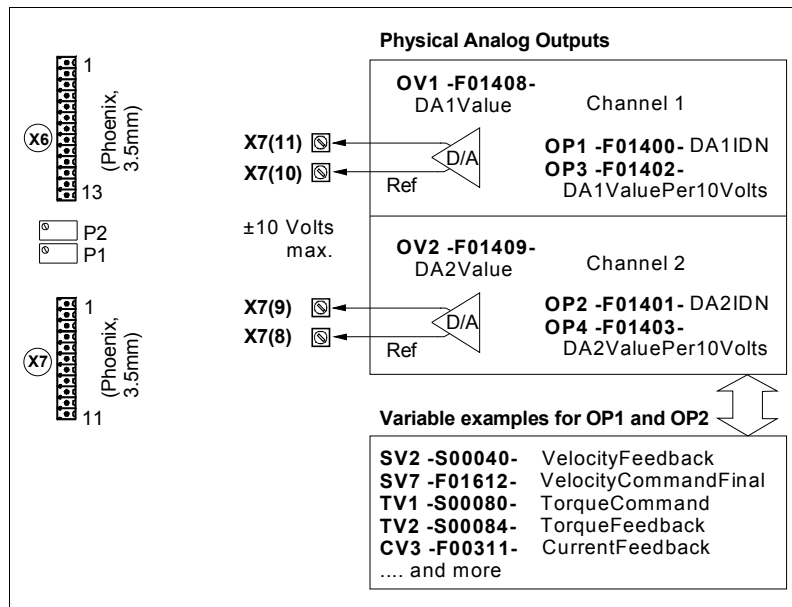 Physical Analog Outputs
1
X6
(Phoenix,
3.5mm)
13
P2
P1
1
X7
(Phoenix,
3.5mm)
11
OV1 -F01408-
DA1Value
Channel 1
X7(11)
X7(10)
D/A
Ref
OP1 -F01400- DA1IDN
OP3 -F01402-
DA1ValuePer10Volts
±10 Volts
max.
OV2 -F01409-
DA2Value
Channel 2
X7(9)
X7(8)
D/A
Ref
OP2 -F01401- DA2IDN
OP4 -F01403-
DA2ValuePer10Volts
Variable examples for OP1 and OP2
SV2 -S00040- VelocityFeedback
SV7 -F01612- VelocityCommandFinal
TV1 -S00080- TorqueCommand
TV2 -S00084- TorqueFeedback
CV3 -F00311- CurrentFeedback
.... and more